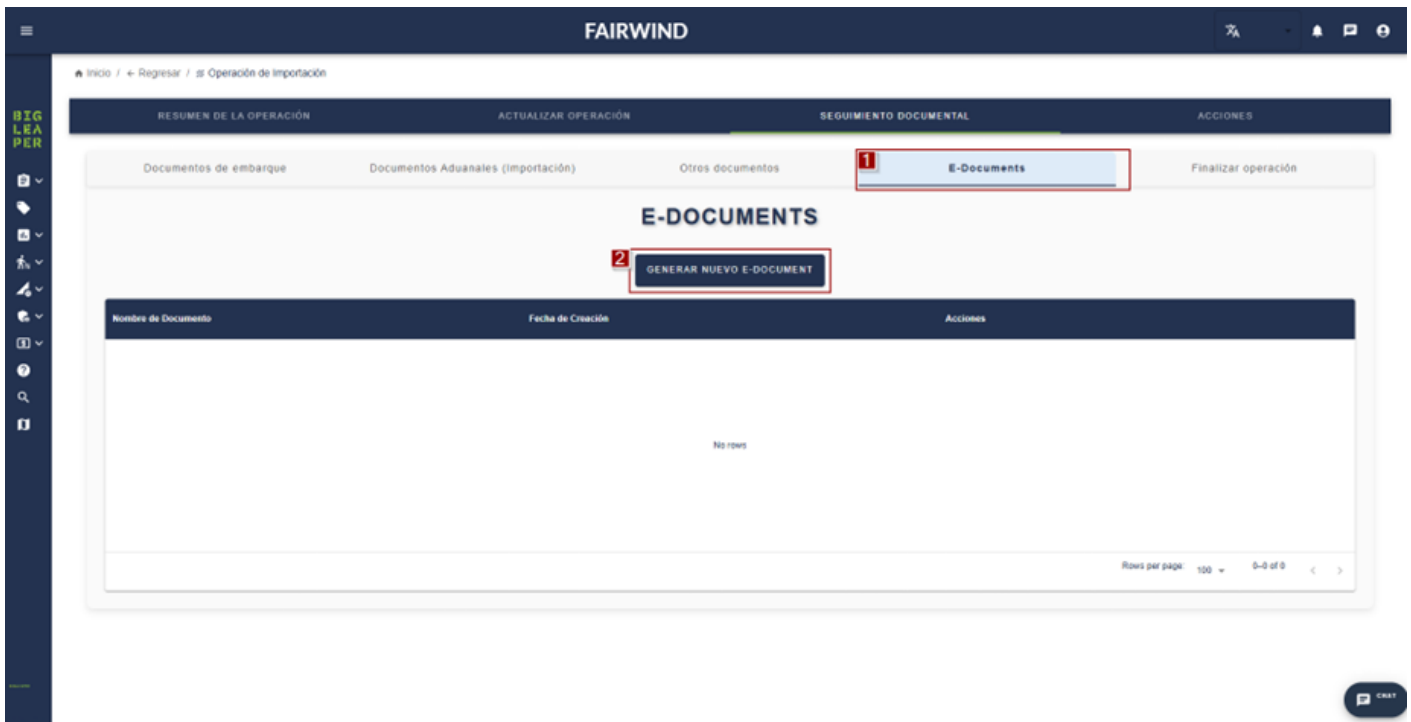 FAIRWIND
Inicio / ← Regresar / Operación de Importación
BIG
LEA
PER
RESUMEN DE LA OPERACIÓN
ACTUALIZAR OPERACIÓN
SEGUIMIENTO DOCUMENTAL
ACCIONES
Documentos de embarque
Documentos Aduanales (Importación)
Otros documentos
1
E-Documents
Finalizar operación
E-DOCUMENTS
2
GENERAR NUEVO E-DOCUMENT
Nombre de Documento
Fecha de Creación
Acciones
No rows
Rows per page: 100
0–0 of 0
CHAT